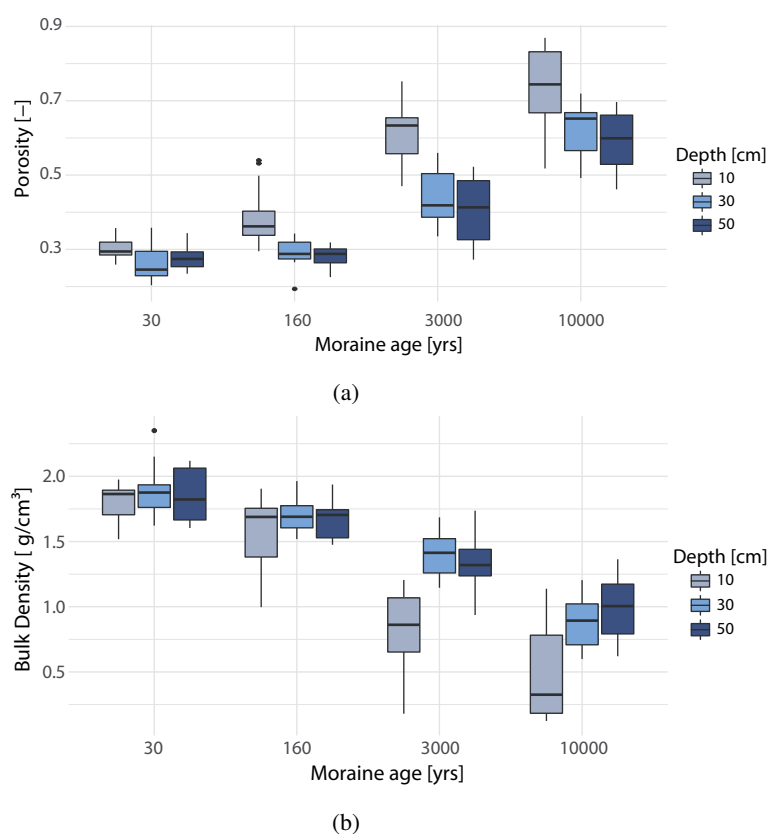 0.9
0.7
0.5
0.3
Porosity [−]
30 160 3000 10000
Moraine age [yrs]
Depth [cm]
10
30
50
(a)
2.0
1.5
1.0
0.5
Bulk Density [ g/cm³]
30 160 3000 10000
Moraine age [yrs]
Depth [cm]
10
30
50
(b)